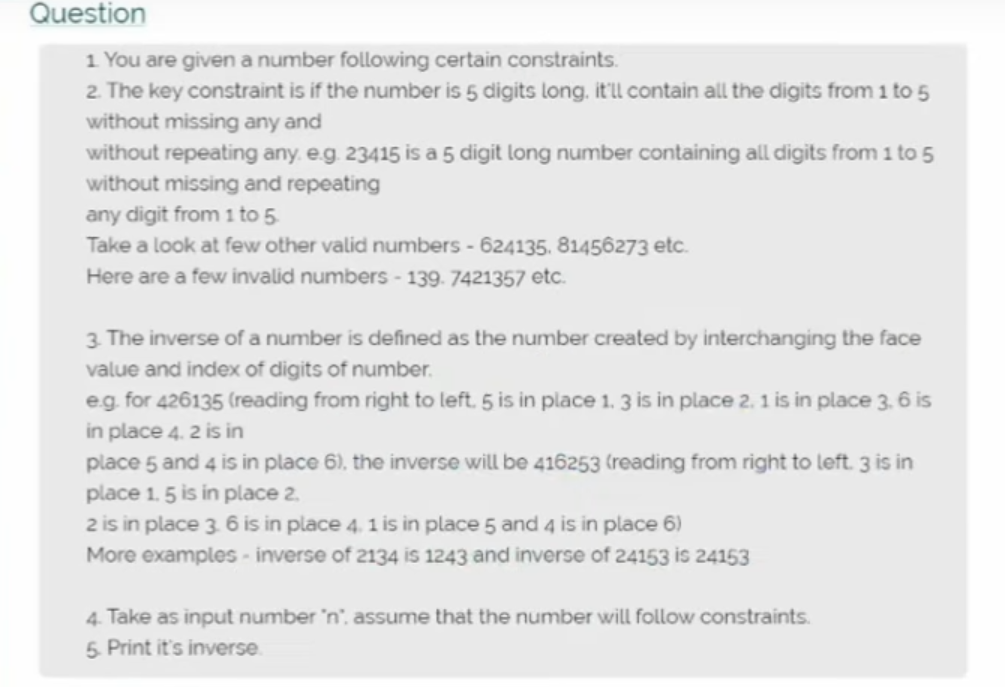 Question
1. You are given a number following certain constraints.
2. The key constraint is if the number is 5 digits long, it'll contain all the digits from 1 to 5
without missing any and
without repeating any. e.g. 23415 is a 5 digit long number containing all digits from 1 to 5
without missing and repeating
any digit from 1 to 5.
Take a look at few other valid numbers - 624135, 81456273 etc.
Here are a few invalid numbers - 139, 7421357 etc.
3. The inverse of a number is defined as the number created by interchanging the face
value and index of digits of number.
e.g. for 426135 (reading from right to left, 5 is in place 1, 3 is in place 2, 1 is in place 3, 6 is
in place 4, 2 is in
place 5 and 4 is in place 6), the inverse will be 416253 (reading from right to left, 3 is in
place 1, 5 is in place 2,
2 is in place 3, 6 is in place 4, 1 is in place 5 and 4 is in place 6)
More examples - inverse of 2134 is 1243 and inverse of 24153 is 24153
4. Take as input number "n", assume that the number will follow constraints.
5. Print it's inverse.